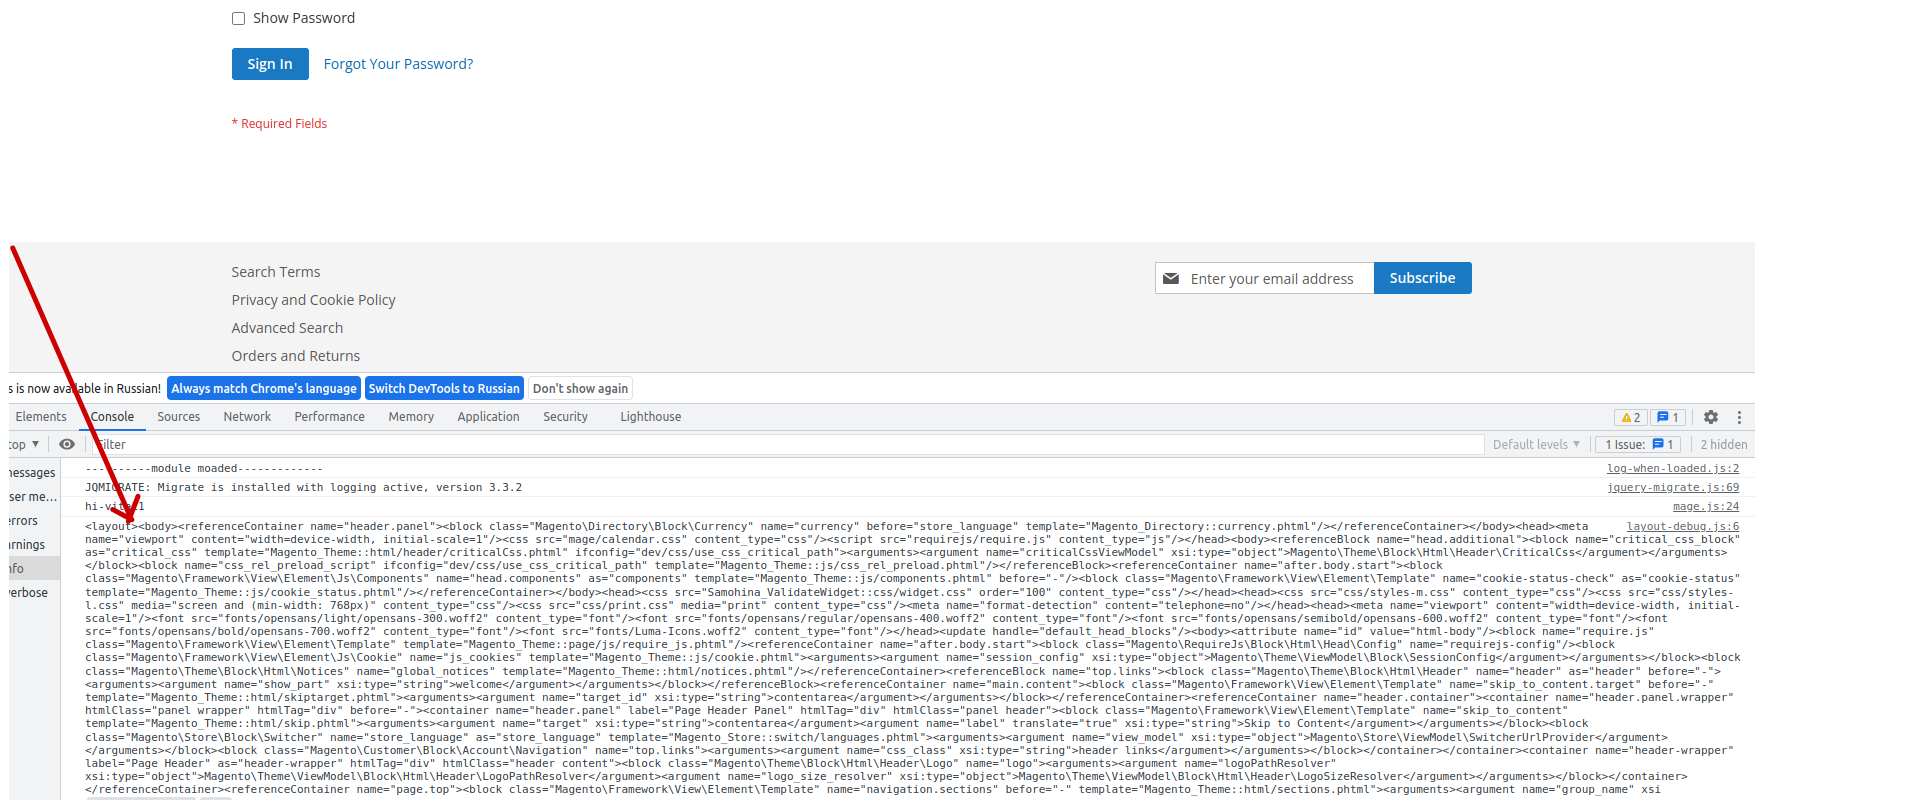 Show Password
Sign In Forgot Your Password?
* Required Fields
Search Terms
Enter your email address Subscribe
Privacy and Cookie Policy
Advanced Search
Orders and Returns
s is now available in Russian! Always match Chrome's language Switch DevTools to Russian Don't show again
Elements Console Sources Network Performance Memory Application Security Lighthouse 2 1
top Filter Default levels 1 Issue: 1 2 hidden
messages
ser me...
errors
arnings
nfo
verbose
----------module moaded------------- log-when-loaded.js:2
JQMIGRATE: Migrate is installed with logging active, version 3.3.2 jquery-migrate.js:69
mage.js:24
<layout><body><referenceContainer name="header.panel"><block class="Magento\Directory\Block\Currency" name="currency" before="store_language" template="Magento_Directory::currency.phtml"/></referenceContainer></body><head><meta layout-debug.js:6
name="viewport" content="width=device-width, initial-scale=1"/><css src="mage/calendar.css" content_type="css"/><script src="requirejs/require.js" content_type="js"/></head><body><referenceBlock name="head.additional"><block name="critical_css_block"
as="critical_css" template="Magento_Theme::html/header/criticalCss.phtml" ifconfig="dev/css/use_css_critical_path"><arguments><argument name="criticalCssViewModel" xsi:type="object">Magento\Theme\Block\Html\Header\CriticalCss</argument></arguments>
</block><block name="css_rel_preload_script" ifconfig="dev/css/use_css_critical_path" template="Magento_Theme::js/css_rel_preload.phtml"/></referenceBlock><referenceContainer name="after.body.start"><block
class="Magento\Framework\View\Element\Js\Components" name="head.components" as="components" template="Magento_Theme::js/components.phtml" before="-"/><block class="Magento\Framework\View\Element\Template" name="cookie-status-check" as="cookie-status"
template="Magento_Theme::js/cookie_status.phtml"/></referenceContainer></body><head><css src="Samohina_ValidateWidget::css/widget.css" order="100" content_type="css"/></head><head><css src="css/styles-m.css" content_type="css"/><css src="css/styles-
l.css" media="screen and (min-width: 768px)" content_type="css"/><css src="css/print.css" media="print" content_type="css"/><meta name="format-detection" content="telephone=no"/></head><head><meta name="viewport" content="width=device-width, initial-
scale=1"/><font src="fonts/opensans/light/opensans-300.woff2" content_type="font"/><font src="fonts/opensans/regular/opensans-400.woff2" content_type="font"/><font src="fonts/opensans/semibold/opensans-600.woff2" content_type="font"/><font
src="fonts/opensans/bold/opensans-700.woff2" content_type="font"/><font src="fonts/Luma-Icons.woff2" content_type="font"/></head><update handle="default_head_blocks"/><body><attribute name="id" value="html-body"/><block name="require.js"
class="Magento\Framework\View\Element\Template" template="Magento_Theme::page/js/require_js.phtml"/><referenceContainer name="after.body.start"><block class="Magento\RequireJs\Block\Html\Head\Config" name="requirejs-config"/><block
class="Magento\Framework\View\Element\Js\Cookie" name="js_cookies" template="Magento_Theme::js/cookie.phtml"><arguments><argument name="session_config" xsi:type="object">Magento\Theme\ViewModel\Block\SessionConfig</argument></arguments></block><block
class="Magento\Theme\Block\Html\Notices" name="global_notices" template="Magento_Theme::html/notices.phtml"/></referenceContainer><referenceBlock name="top.links"><block class="Magento\Theme\Block\Html\Header" name="header" as="header" before="-">
<arguments><argument name="show_part" xsi:type="string">welcome</argument></arguments></block></referenceBlock><referenceContainer name="main.content"><block class="Magento\Framework\View\Element\Template" name="skip_to_content.target" before="-"
template="Magento_Theme::html/skiptarget.phtml"><arguments><argument name="target_id" xsi:type="string">contentarea</argument></arguments></block></referenceContainer><referenceContainer name="header.container"><container name="header.panel.wrapper"
htmlClass="panel wrapper" htmlTag="div" before="-"><container name="header.panel" label="Page Header Panel" htmlTag="div" htmlClass="panel header"><block class="Magento\Framework\View\Element\Template" name="skip_to_content"
template="Magento_Theme::html/skip.phtml"><arguments><argument name="target" xsi:type="string">contentarea</argument><argument name="label" translate="true" xsi:type="string">Skip to Content</argument></arguments></block><block
class="Magento\Store\Block\Switcher" name="store_language" as="store_language" template="Magento_Store::switch/languages.phtml"><arguments><argument name="view_model" xsi:type="object">Magento\Store\ViewModel\SwitcherUrlProvider</argument>
</arguments></block><block class="Magento\Customer\Block\Account\Navigation" name="top.links"><arguments><argument name="css_class" xsi:type="string">header links</argument></arguments></block></container></container><container name="header-wrapper"
label="Page Header" as="header-wrapper" htmlTag="div" htmlClass="header content"><block class="Magento\Theme\Block\Html\Header\Logo" name="logo"><arguments><argument name="logoPathResolver"
xsi:type="object">Magento\Theme\ViewModel\Block\Html\Header\LogoPathResolver</argument><argument name="logo_size_resolver" xsi:type="object">Magento\Theme\ViewModel\Block\Html\Header\LogoSizeResolver</argument></arguments></block></container>
</referenceContainer><referenceContainer name="page.top"><block class="Magento\Framework\View\Element\Template" name="navigation.sections" before="-" template="Magento_Theme::html/sections.phtml"><arguments><argument name="group_name" xsi